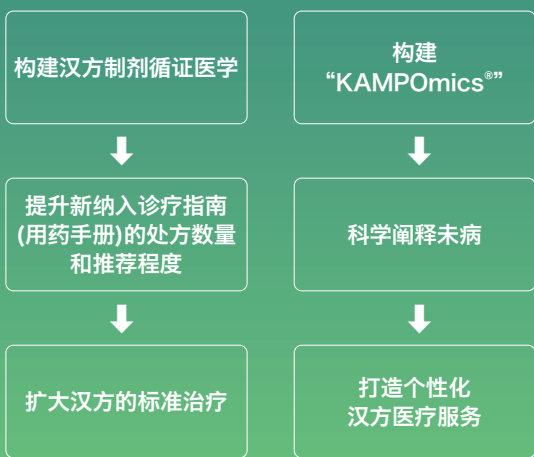 构建汉方制剂循证医学
提升新纳入诊疗指南
(用药手册)的处方数量
和推荐程度
扩大汉方的标准治疗
构建
“KAMPOmics®”
科学阐释未病
打造个性化
汉方医疗服务